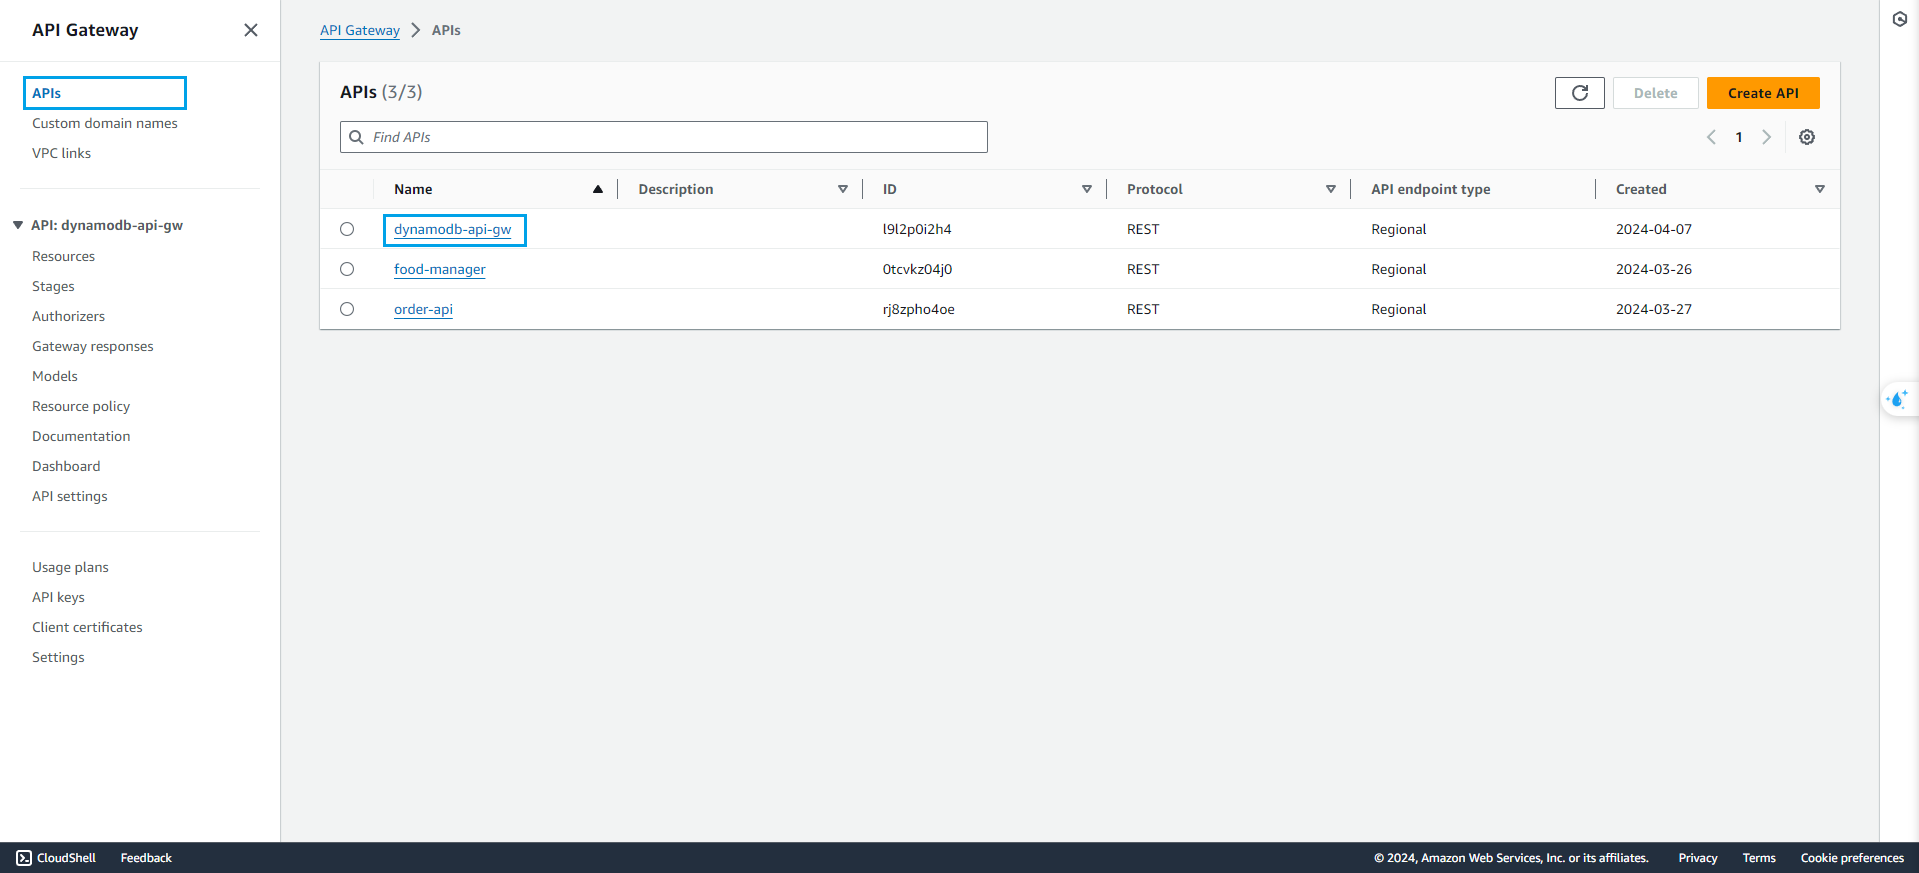 API Gateway
APIs
Custom domain names
VPC links
API: dynamodb-api-gw
Resources
Stages
Authorizers
Gateway responses
Models
Resource policy
Documentation
Dashboard
API settings
Usage plans
API keys
Client certificates
Settings
API Gateway APIs
APIs (3/3)
Delete
Create API
Find APIs
1
Name Description ID Protocol API endpoint type Created
dynamodb-api-gw l9l2p0i2h4 REST Regional 2024-04-07
food-manager 0tcvkz04j0 REST Regional 2024-03-26
order-api rj8zpho4oe REST Regional 2024-03-27
CloudShell Feedback © 2024, Amazon Web Services, Inc. or its affiliates. Privacy Terms Cookie preferences